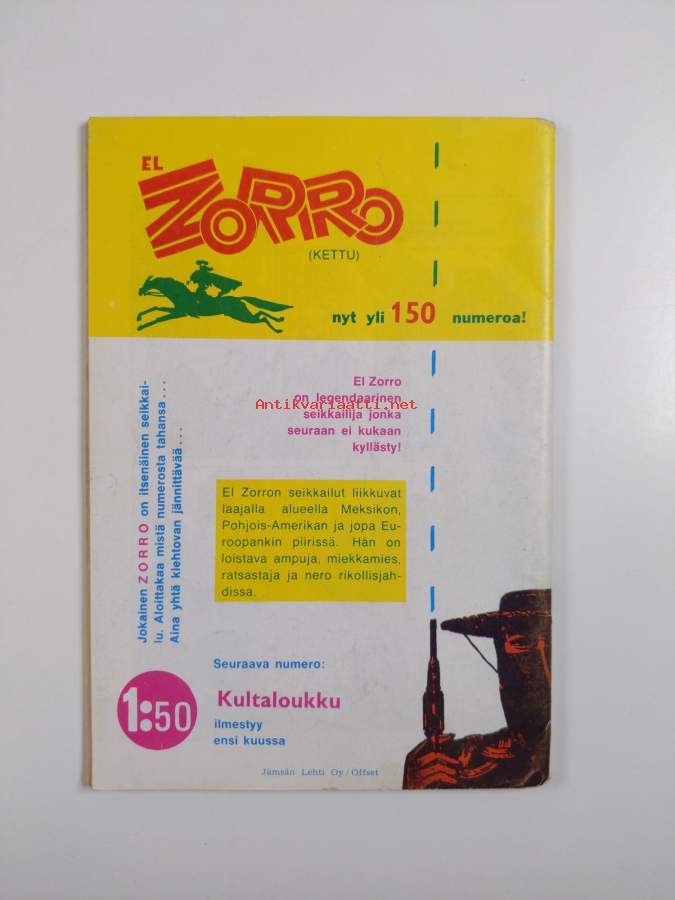 EL
ZORRO
(KETTU)
nyt yli 150 numeroa!
El Zorro
on legendaarinen
seikkailija jonka
seuraan ei kukaan
kyllästy!
Antikvariaatti.net
Jokainen ZORRO on itsenäinen seikkai-
lu. Aloittakaa mistä numerosta tahansa...
Aina yhtä kiehtovan jännittävää...
El Zorron seikkailut liikkuvat
laajalla alueella Meksikon,
Pohjois-Amerikan ja jopa Eu-
roopankin piirissä. Hän on
loistava ampuja, miekkamies,
ratsastaja ja nero rikollisjah-
dissa.
Seuraava numero:
Kultaloukku
ilmestyy
ensi kuussa
1:50
Jämsän Lehti Oy / Offset